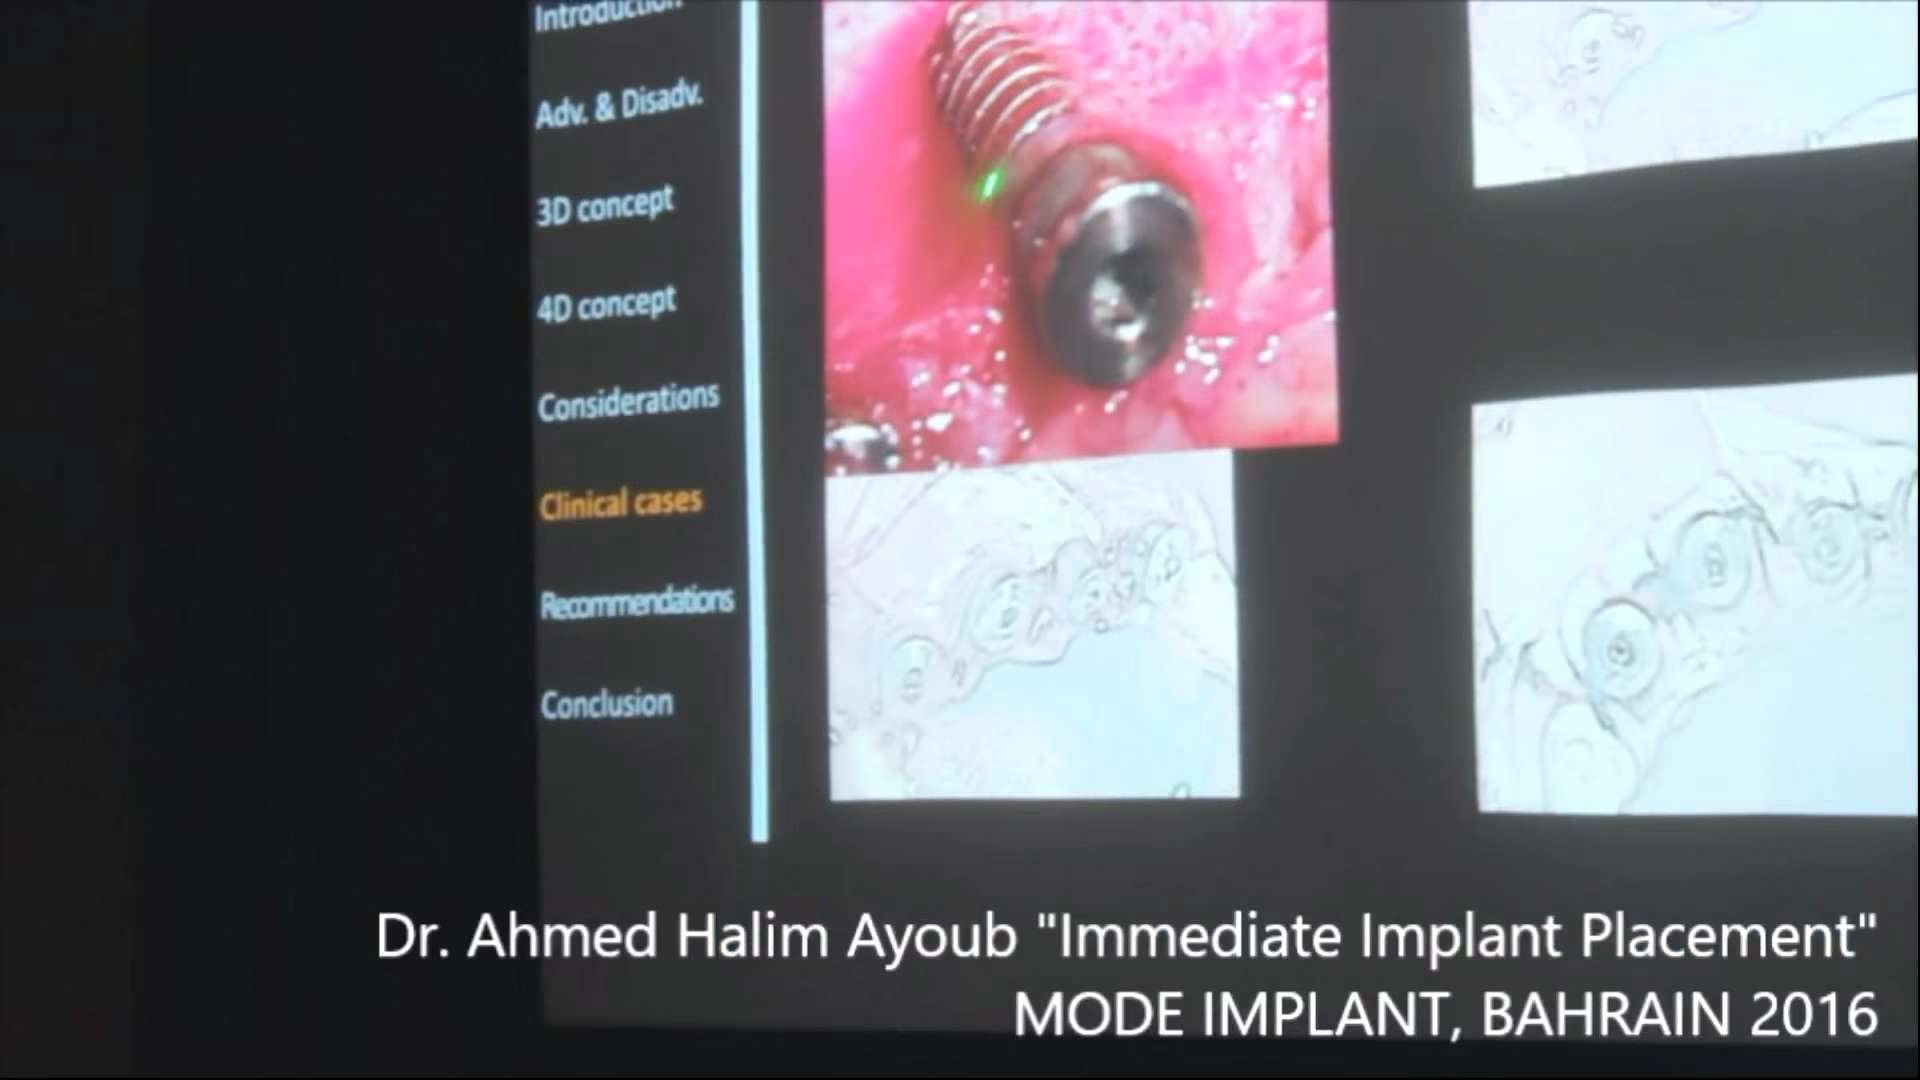 Introduction
Adv. & Disadv.
3D concept
4D concept
Considerations
Clinical cases
Recommendations
Conclusion
Dr. Ahmed Halim Ayoub "Immediate Implant Placement"
MODE IMPLANT, BAHRAIN 2016